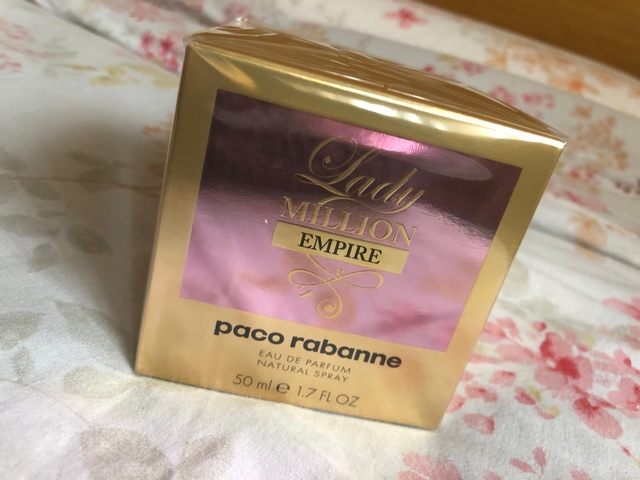 Lady
MILLION
EMPIRE
paco rabanne
EAU DE PARFUM
NATURAL SPRAY
50 ml ℮ 1.7 FL OZ